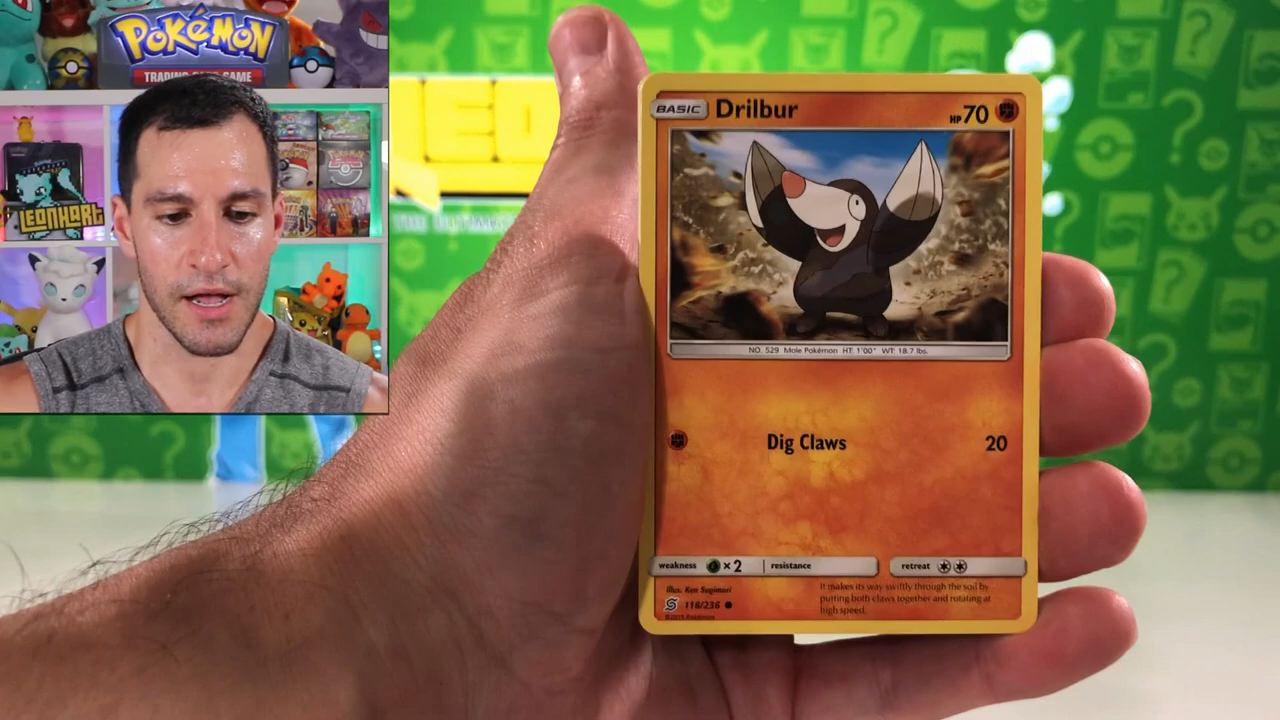 POKÉMON
TRADING CARD GAME
LEONHART
BASIC Drilbur HP 70
NO. 529 Mole Pokémon HT: 1'00" WT: 18.7 lbs.
Dig Claws 20
weakness ×2 resistance retreat
Illus. Ken Sugimori
118/236
©2019 Pokémon
It makes its way swiftly through the soil by
putting both claws together and rotating at
high speed.